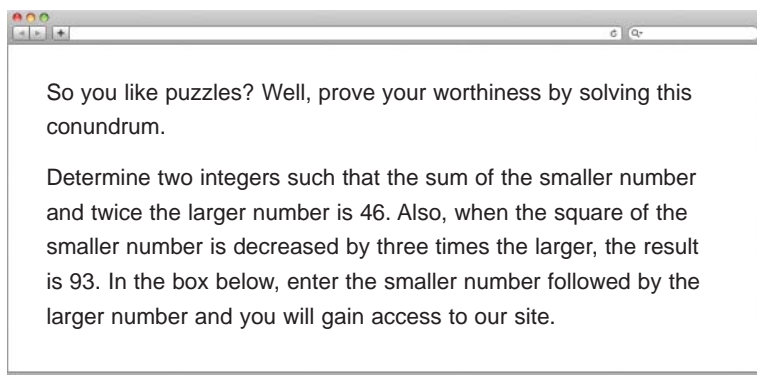 So you like puzzles? Well, prove your worthiness by solving this
conundrum.
Determine two integers such that the sum of the smaller number
and twice the larger number is 46. Also, when the square of the
smaller number is decreased by three times the larger, the result
is 93. In the box below, enter the smaller number followed by the
larger number and you will gain access to our site.